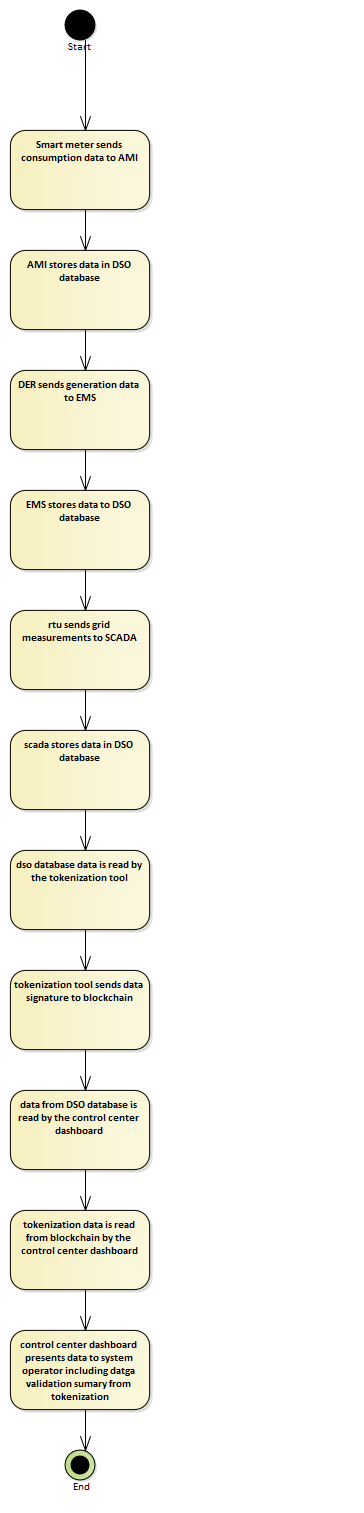 Start
Smart meter sends
consumption data to AMI
AMI stores data in DSO
database
DER sends generation data
to EMS
EMS stores data to DSO
database
rtu sends grid
measurements to SCADA
scada stores data in DSO
database
dso database data is read by
the tokenization tool
tokenization tool sends data
signature to blockchain
data from DSO database is
read by the control center
dashboard
tokenization data is read
from blockchain by the
control center dashboard
control center dashboard
presents data to system
operator including datga
validation sumary from
tokenization
End